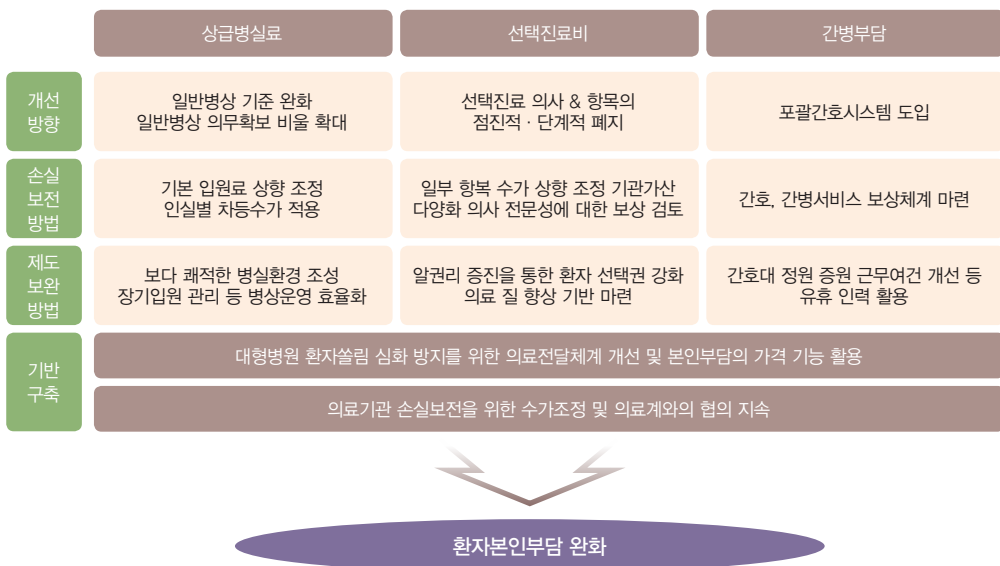 상급병실료
선택진료비
간병부담
개선
방향
일반병상 기준 완화
일반병상 의무확보 비율 확대
선택진료 의사 & 항목의
점진적 · 단계적 폐지
포괄간호시스템 도입
손실
보전
방법
기본 입원료 상향 조정
인실별 차등수가 적용
일부 항복 수가 상향 조정 기관가산
다양화 의사 전문성에 대한 보상 검토
간호, 간병서비스 보상체계 마련
제도
보완
방법
보다 쾌적한 병실환경 조성
장기입원 관리 등 병상운영 효율화
알권리 증진을 통한 환자 선택권 강화
의료 질 향상 기반 마련
간호대 정원 증원 근무여건 개선 등
유휴 인력 활용
기반
구축
대형병원 환자쏠림 심화 방지를 위한 의료전달체계 개선 및 본인부담의 가격 기능 활용
의료기관 손실보전을 위한 수가조정 및 의료계와의 협의 지속
환자본인부담 완화